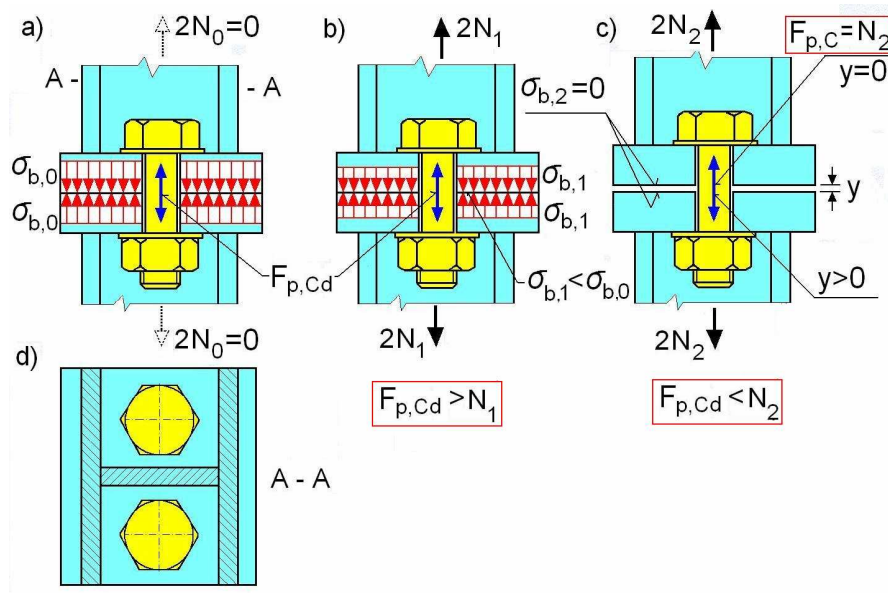 a)
2N0=0
A -
- A
σb,0
σb,0
Fp,Cd
2N0=0
b)
2N1
σb,1
σb,1
σb,1<σb,0
2N1
Fp,Cd >N1
c)
2N2
Fp,C=N2
y=0
σb,2=0
y
y>0
2N2
Fp,Cd <N2
d)
A - A